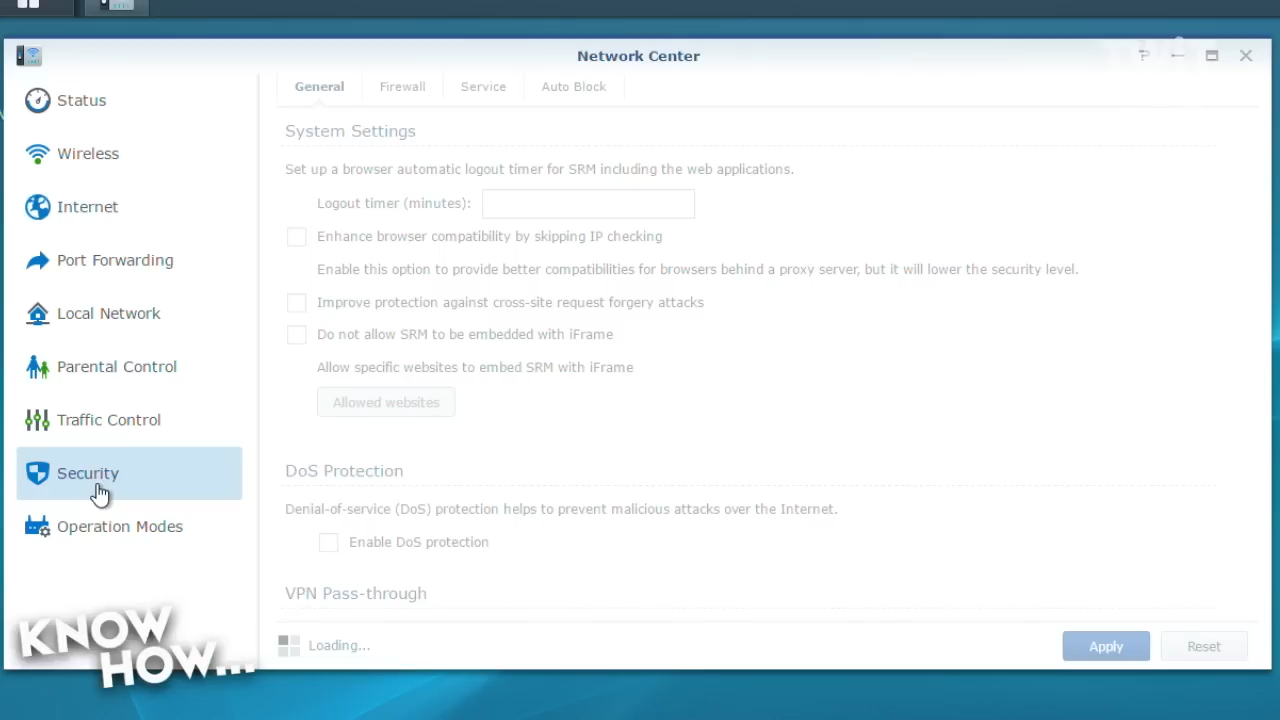 Network Center
Status
Wireless
Internet
Port Forwarding
Local Network
Parental Control
Traffic Control
Security
Operation Modes
General Firewall Service Auto Block
System Settings
Set up a browser automatic logout timer for SRM including the web applications.
Logout timer (minutes):
Enhance browser compatibility by skipping IP checking
Enable this option to provide better compatibilities for browsers behind a proxy server, but it will lower the security level.
Improve protection against cross-site request forgery attacks
Do not allow SRM to be embedded with iFrame
Allow specific websites to embed SRM with iFrame
Allowed websites
DoS Protection
Denial-of-service (DoS) protection helps to prevent malicious attacks over the Internet.
Enable DoS protection
VPN Pass-through
Loading...
Apply Reset
KNOW
HOW...